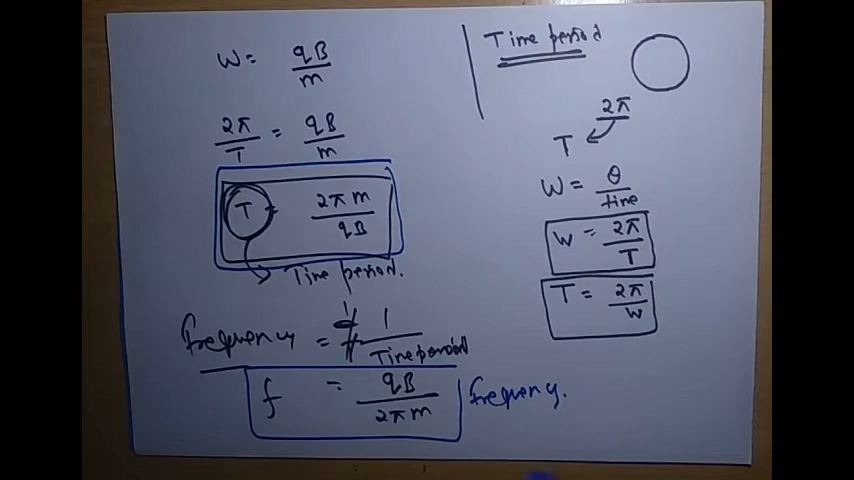 W = qB/m
2π/T = qB/m
T = 2πm/qB
Time period.
Frequency = 1/Time period
f = qB/2πm Frequency.
Time period
2π
T
W = θ/time
W = 2π/T
T = 2π/W